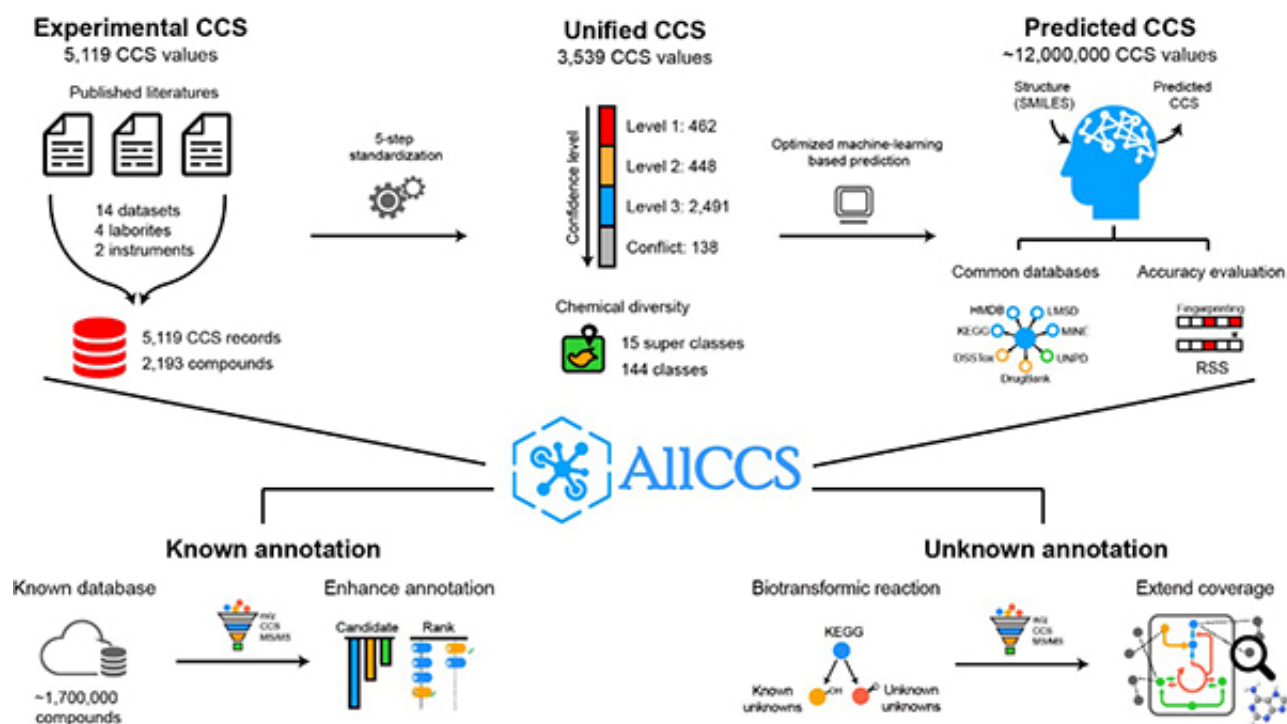 Experimental CCS
5,119 CCS values
Published literatures
14 datasets
4 laborites
2 instruments
5,119 CCS records
2,193 compounds
5-step
standardization
Unified CCS
3,539 CCS values
Confidence level
Level 1: 462
Level 2: 448
Level 3: 2,491
Conflict: 138
Chemical diversity
15 super classes
144 classes
Optimized machine-learning
based prediction
Predicted CCS
~12,000,000 CCS values
Structure
(SMILES)
Predicted
CCS
Common databases
HMDB
LMSD
KEGG
MINE
DSSTox
UNPD
DrugBank
Accuracy evaluation
Fingerprinting
RSS
AllCCS
Known annotation
Known database
~1,700,000
compounds
m/z
CCS
MS/MS
Enhance annotation
Candidate
Rank
Unknown annotation
Biotransformic reaction
KEGG
OH
Known
unknowns
Unknown
unknowns
m/z
CCS
MS/MS
Extend coverage